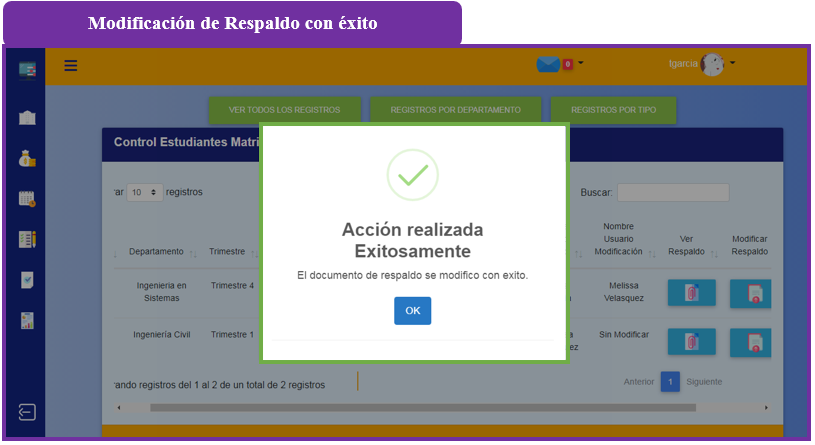 Modificación de Respaldo con éxito
0
fgarcia
VER TODOS LOS REGISTROS
REGISTROS POR DEPARTAMENTO
REGISTROS POR TIPO
Control Estudiantes Matri
rar 10 registros
Buscar:
Departamento
Trimestre
Nombre
Usuario
Modificación
Ver
Respaldo
Modificar
Respaldo
Ingenieria en
Sistemas
Trimestre 4
Melissa
Velasquez
Ingeniería Civil
Trimestre 1
Sin Modificar
Acción realizada
Exitosamente
El documento de respaldo se modifico con exito.
OK
rando registros del 1 al 2 de un total de 2 registros
Anterior
1
Siguiente